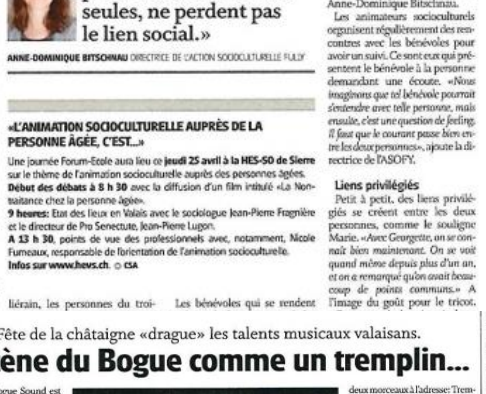 seules, ne perdent pas
le lien social.»
ANNE-DOMINIQUE BITSCHNAU DIRECTRICE DE L'ACTION SOCIOCULTURELLE FULLY
«L'ANIMATION SOCIOCULTURELLE AUPRÈS DE LA
PERSONNE ÂGÉE, C'EST...»
Une journée Forum-Ecole aura lieu ce jeudi 25 avril à la HES-SO de Sierre
sur le thème de l'animation socioculturelle auprès des personnes âgées.
Début des débats à 8 h 30 avec la diffusion d'un film intitulé «La Non-
traitance chez la personne âgée».
9 heures: Etat des lieux en Valais avec le sociologue Jean-Pierre Fragnière
et le directeur de Pro Senectute, Jean-Pierre Lugon.
A 13 h 30, points de vue des professionnels avec, notamment, Nicole
Fumeaux, responsable de l'orientation de l'animation socioculturelle.
Infos sur www.hevs.ch. CSA
liérain, les personnes du troi-
Les bénévoles qui se rendent
Anne-Dominique Bitschnau.
Les animateurs socioculturels
organisent régulièrement des ren-
contres avec les bénévoles pour
avoir un suivi. Ce sont eux qui pré-
sentent le bénévole à la personne
demandant une écoute. «Nous
imaginons que tel bénévole pourrait
s'entendre avec telle personne, mais
ensuite, c'est une question de feeling.
Il faut que le courant passe bien en-
tre les deux personnes», ajoute la di-
rectrice de l'ASOFY.
Liens privilégiés
Petit à petit, des liens privilé-
giés se créent entre les deux
personnes, comme le souligne
Marie. «Avec Georgette, on se con-
naît bien maintenant. On se voit
quand même depuis plus d'un an,
et on a remarqué qu'on avait beau-
coup de points communs.» A
l'image du goût pour le tricot.
Fête de la châtaigne «drague» les talents musicaux valaisans.
ène du Bogue comme un tremplin...
ogue Sound est
deux morceaux à l'adresse: Trem-